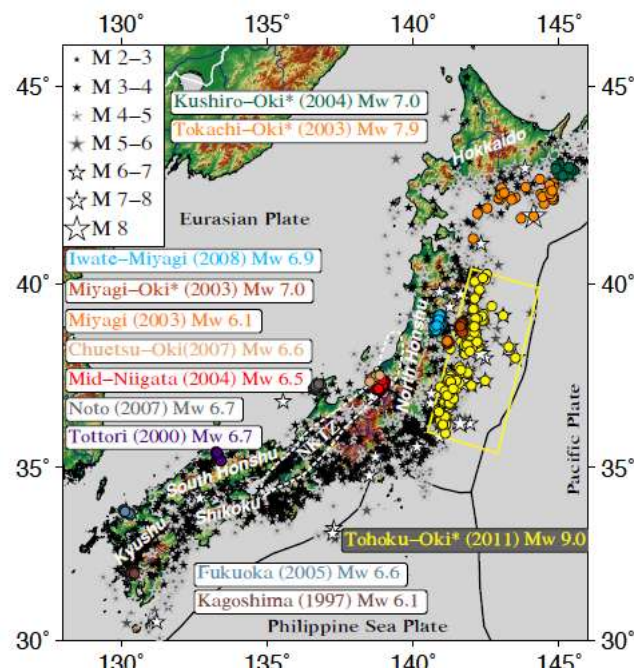 130° 135° 140° 145°
45° 45°
M 2–3
M 3–4
M 4–5
M 5–6
M 6–7
M 7–8
M 8
Kushiro–Oki* (2004) Mw 7.0
Tokachi–Oki* (2003) Mw 7.9
Hokkaido
Eurasian Plate
40° 40°
Iwate–Miyagi (2008) Mw 6.9
Miyagi–Oki* (2003) Mw 7.0
Miyagi (2003) Mw 6.1
Chuetsu–Oki(2007) Mw 6.6
Mid–Niigata (2004) Mw 6.5
Noto (2007) Mw 6.7
Tottori (2000) Mw 6.7
North Honshu
NKTZ
Pacific Plate
35° 35°
South Honshu
Shikoku
Kyushu
Tohoku–Oki* (2011) Mw 9.0
Fukuoka (2005) Mw 6.6
Kagoshima (1997) Mw 6.1
Philippine Sea Plate
30° 30°
130° 135° 140° 145°